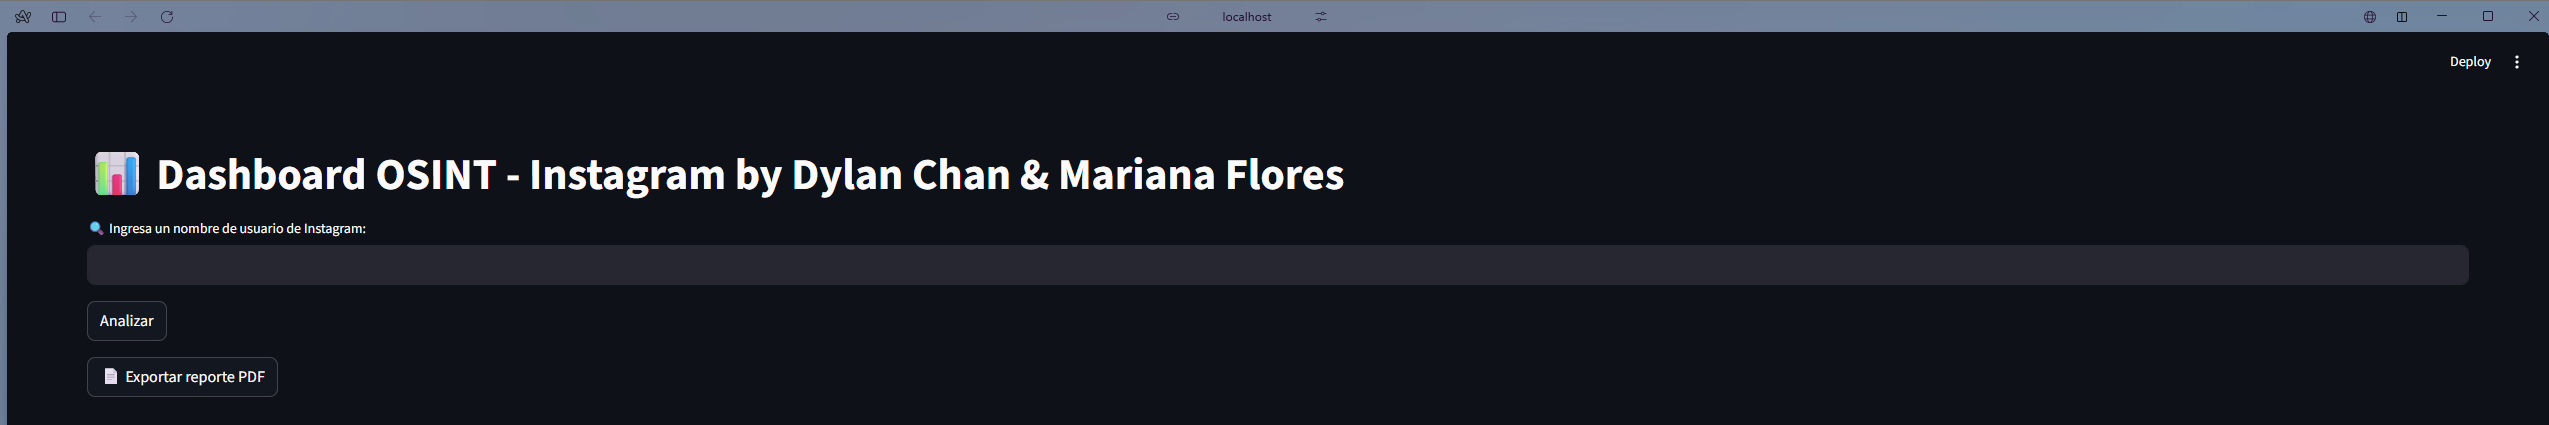 localhost
Deploy
Dashboard OSINT - Instagram by Dylan Chan & Mariana Flores
Ingresa un nombre de usuario de Instagram:
Analizar
Exportar reporte PDF